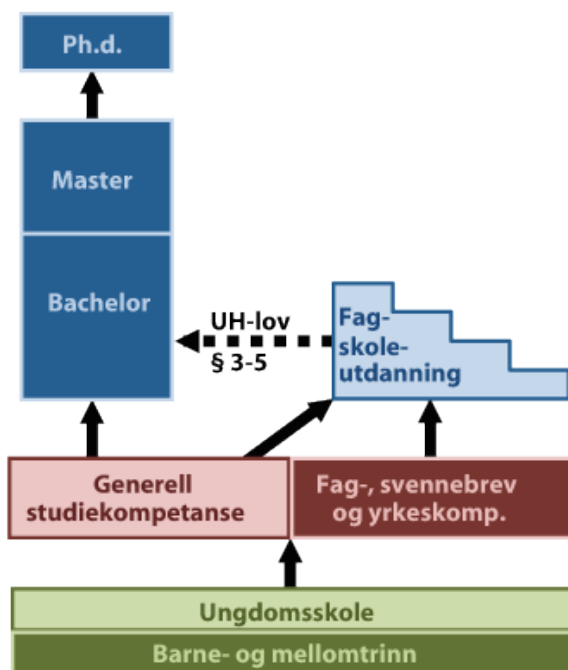 Ph.d.
Master
Bachelor
UH-lov
§ 3-5
Fag-
skole-
utdanning
Generell
studiekompetanse
Fag-, svennebrev
og yrkeskomp.
Ungdomsskole
Barne- og mellomtrinn